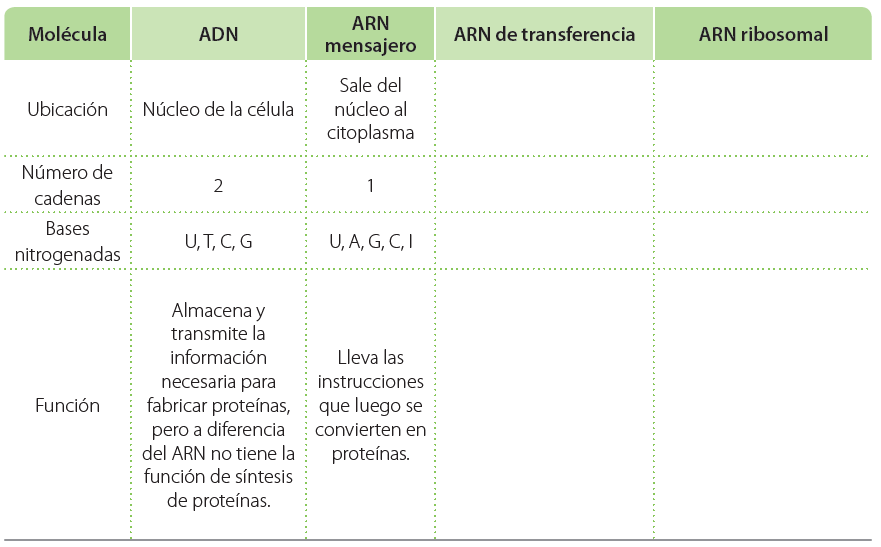 Molécula
ADN
ARN
mensajero
ARN de transferencia
ARN ribosomal
Ubicación
Núcleo de la célula
Sale del
núcleo al
citoplasma
Número de
cadenas
2
1
Bases
nitrogenadas
U, T, C, G
U, A, G, C, I
Función
Almacena y
transmite la
información
necesaria para
fabricar proteínas,
pero a diferencia
del ARN no tiene la
función de síntesis
de proteínas.
Lleva las
instrucciones
que luego se
convierten en
proteínas.